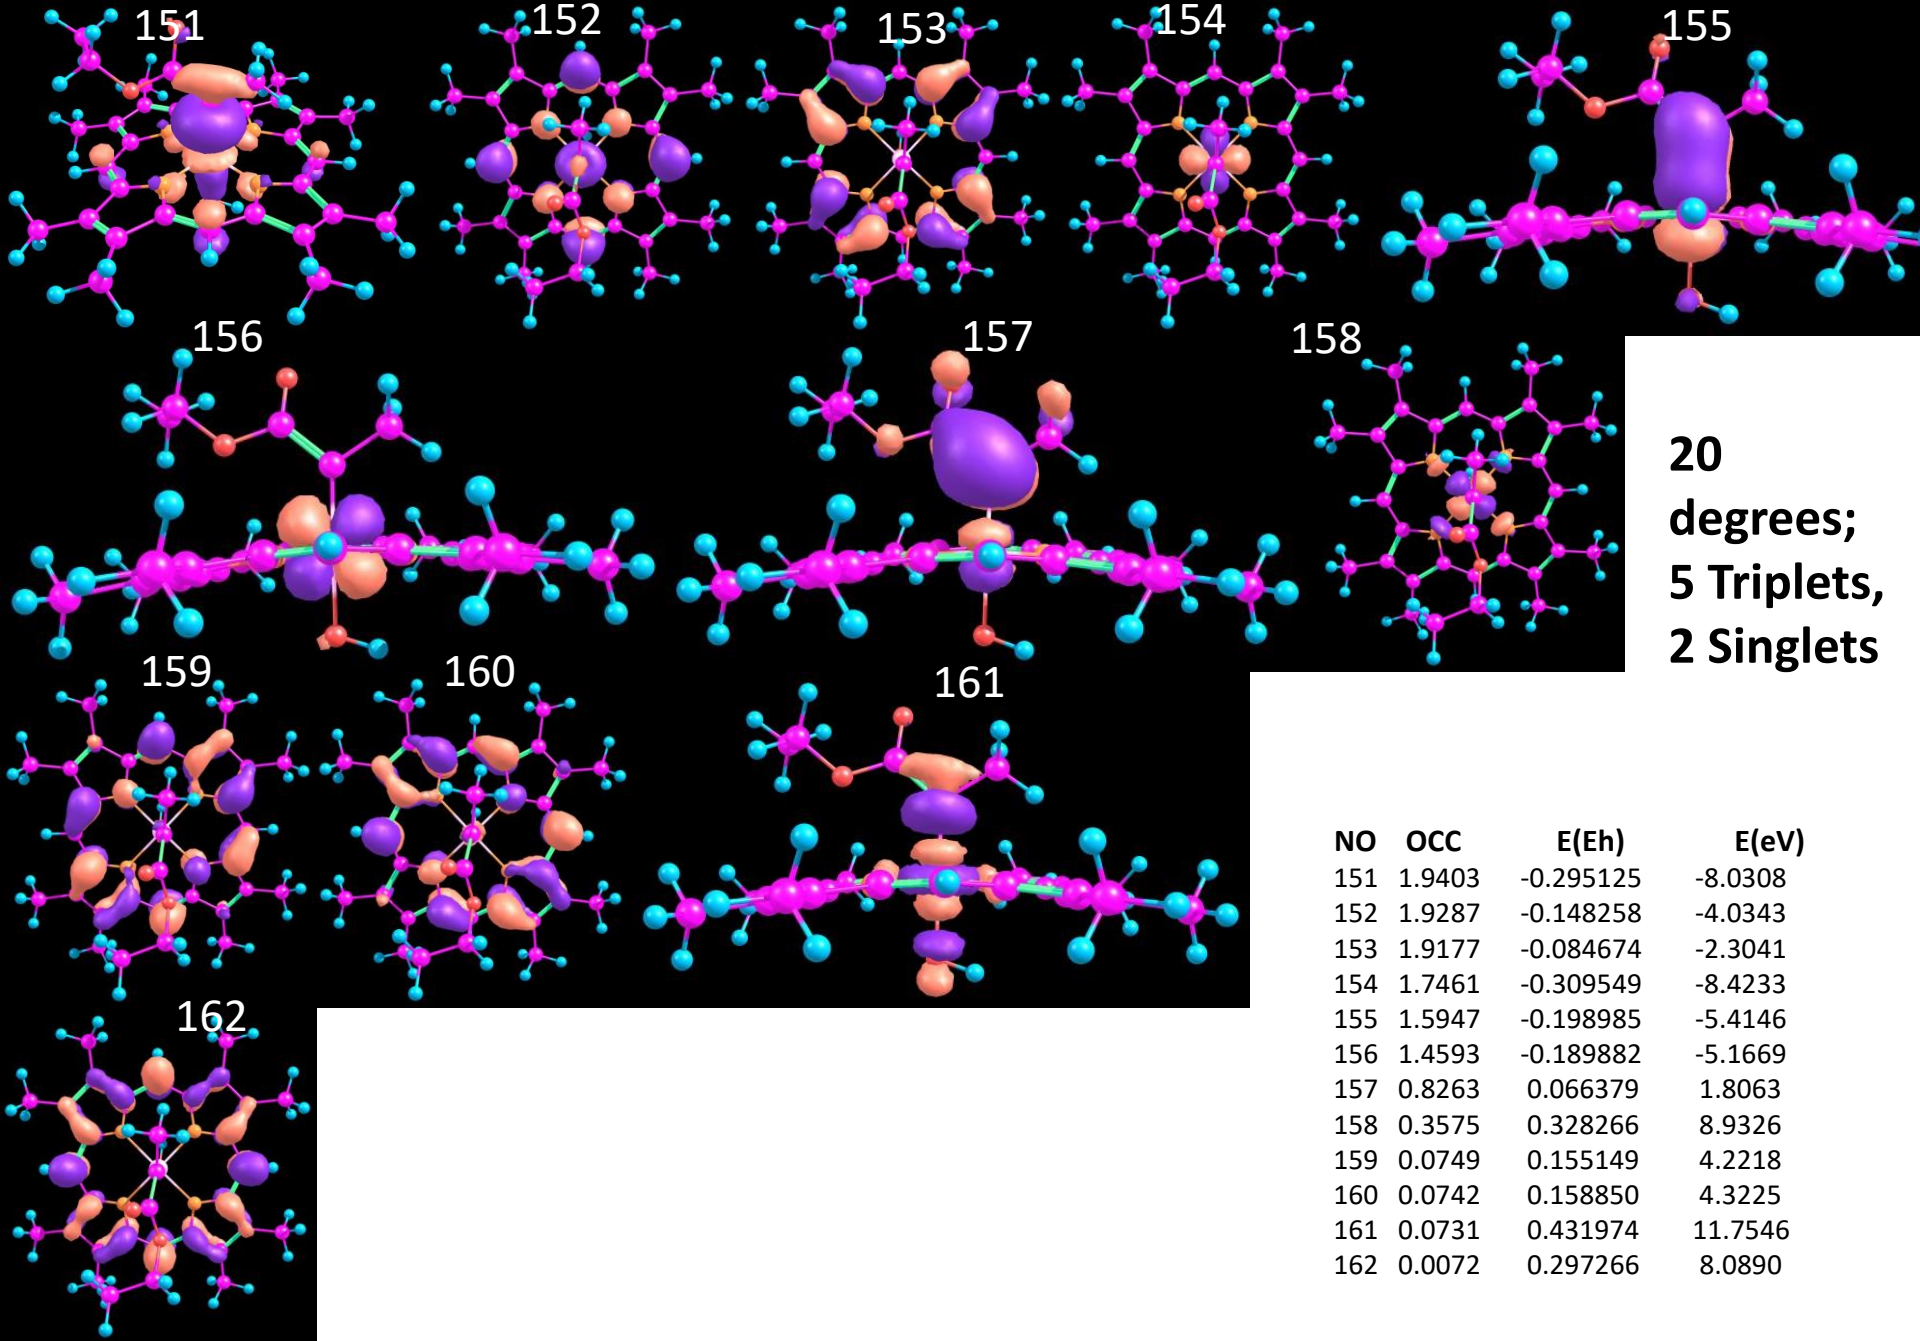 151 152 153 154 155
156 157 158
20
degrees;
5 Triplets,
2 Singlets
159 160 161
162
NO OCC E(Eh) E(eV)
151 1.9403 -0.295125 -8.0308
152 1.9287 -0.148258 -4.0343
153 1.9177 -0.084674 -2.3041
154 1.7461 -0.309549 -8.4233
155 1.5947 -0.198985 -5.4146
156 1.4593 -0.189882 -5.1669
157 0.8263 0.066379 1.8063
158 0.3575 0.328266 8.9326
159 0.0749 0.155149 4.2218
160 0.0742 0.158850 4.3225
161 0.0731 0.431974 11.7546
162 0.0072 0.297266 8.0890